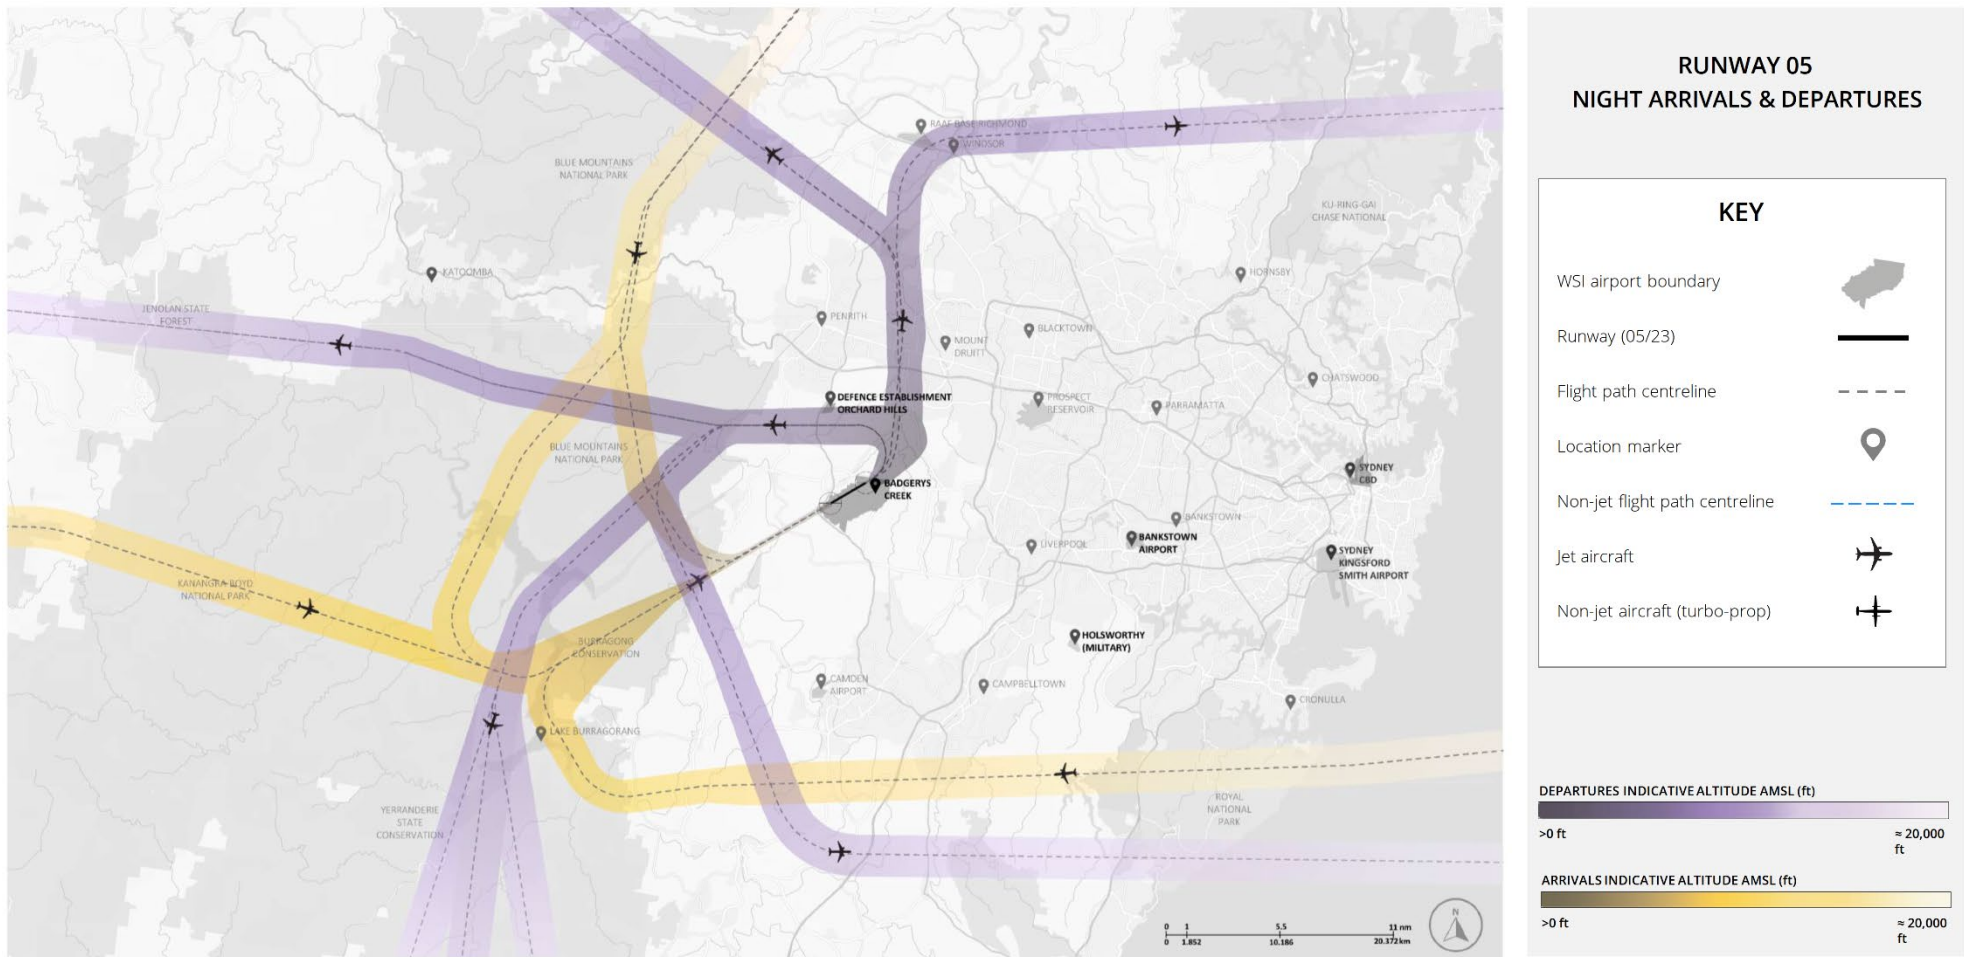 RUNWAY 05
NIGHT ARRIVALS & DEPARTURES
KEY
WSI airport boundary
Runway (05/23)
Flight path centreline
Location marker
Non-jet flight path centreline
Jet aircraft
Non-jet aircraft (turbo-prop)
DEPARTURES INDICATIVE ALTITUDE AMSL (ft)
>0 ft
≈ 20,000
ft
ARRIVALS INDICATIVE ALTITUDE AMSL (ft)
>0 ft
≈ 20,000
ft
RAAF BASE RICHMOND
WINDSOR
BLUE MOUNTAINS
NATIONAL PARK
KU-RING-GAI
CHASE NATIONAL
KATOOMBA
HORNSBY
JENOLAN STATE
FOREST
PENRITH
BLACKTOWN
MOUNT
DRUITT
CHATSWOOD
DEFENCE ESTABLISHMENT
ORCHARD HILLS
PROSPECT
RESERVOIR
PARRAMATTA
BLUE MOUNTAINS
NATIONAL PARK
SYDNEY
CBD
BADGERYS
CREEK
BANKSTOWN
BANKSTOWN
AIRPORT
LIVERPOOL
SYDNEY
KINGSFORD
SMITH AIRPORT
KANANGRA-BOYD
NATIONAL PARK
HOLSWORTHY
(MILITARY)
BURRAGONG
CONSERVATION
CAMDEN
AIRPORT
CAMPBELLTOWN
CRONULLA
LAKE BURRAGORANG
YERRANDERIE
STATE
CONSERVATION
ROYAL
NATIONAL
PARK
0 1 5.5 11 nm
0 1.852 10.186 20.372km
N